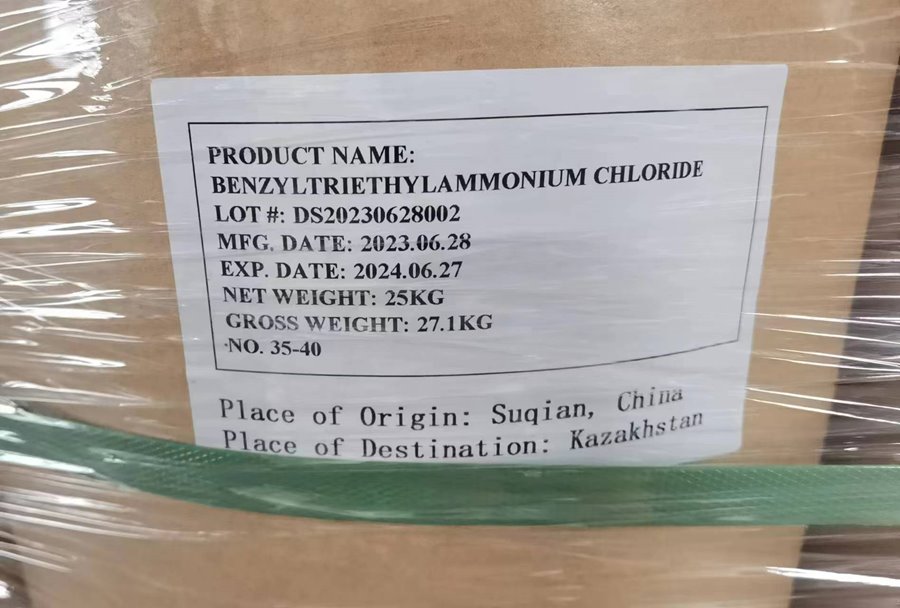 PRODUCT NAME:
BENZYLTRIETHYLAMMONIUM CHLORIDE
LOT #: DS20230628002
MFG. DATE: 2023.06.28
EXP. DATE: 2024.06.27
NET WEIGHT: 25KG
GROSS WEIGHT: 27.1KG
NO. 35-40
Place of Origin: Suqian, China
Place of Destination: Kazakhstan